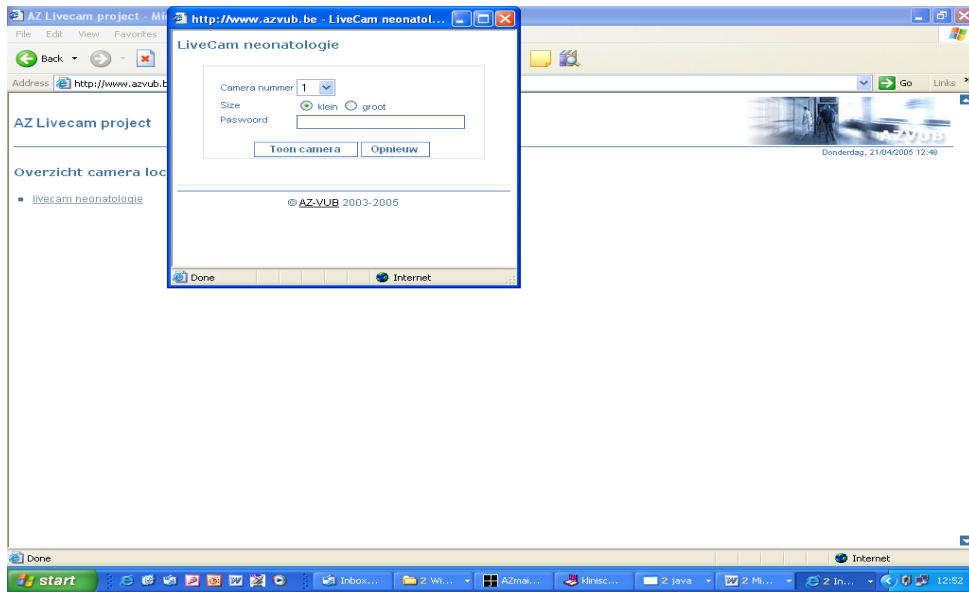 AZ Livecam project - Mi
http://www.azvub.be - LiveCam neonatol...
File Edit View Favorites
LiveCam neonatologie
Back
Address http://www.azvub.b
Go Links
Camera nummer 1
Size klein groot
Paswoord
Toon camera Opnieuw
© AZ-VUB 2003-2005
Done Internet
AZ Livecam project
AZVUB
Donderdag, 21/04/2005 12:48
Overzicht camera loc
livecam neonatologie
Done Internet
start Inbox... 2 Wi... AZmai... klinisc... 2 java 2 Mi... 2 In... 12:52